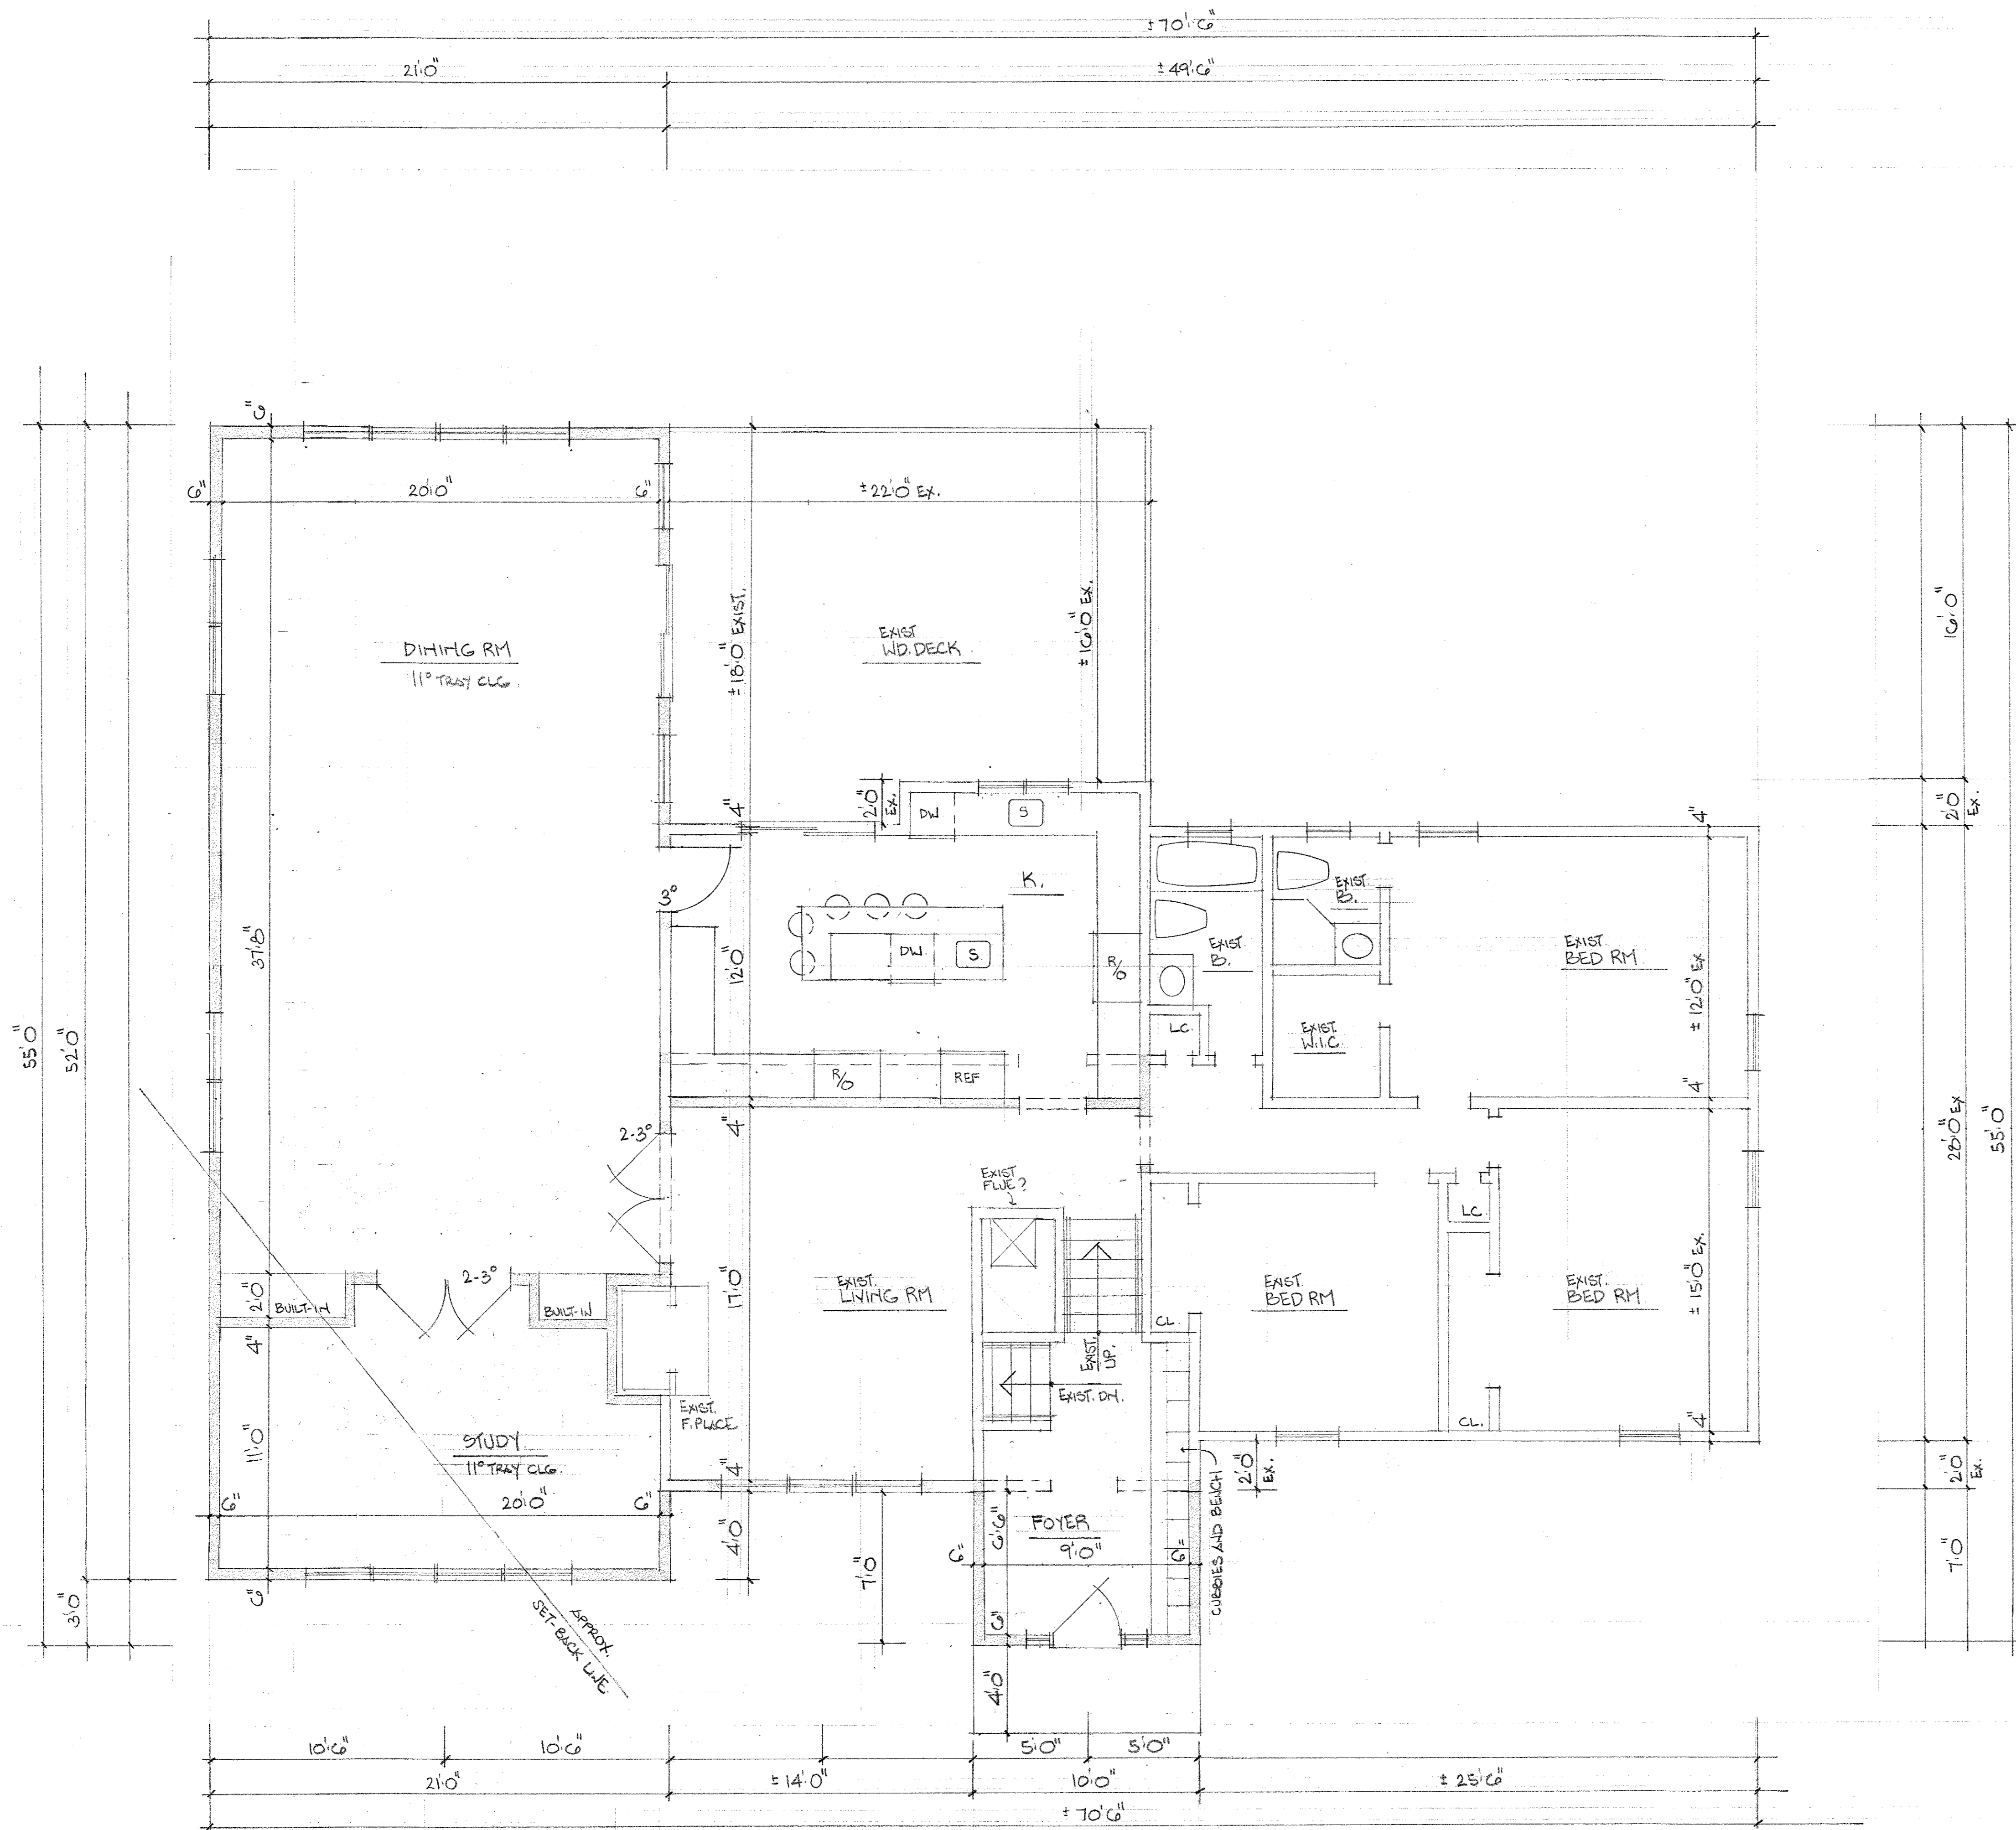 ±70'6"
21'0"
±49'6"
6"
6"
20'0"
6"
±22'0" EX.
DINING RM
11° TRAY CLG.
±18'0" EXIST.
EXIST
WD. DECK
±16'0" EX.
16'0"
4"
2'0"
EX.
DW
S
4"
2'0"
EX.
3°
K.
EXIST.
B.
37'8"
12'0"
DW.
S.
R/O
EXIST
B.
EXIST.
BED RM
±12'0" EX.
55'0"
52'0"
LC.
EXIST.
W.I.C.
R/O
REF
4"
2-3°
4"
28'0" EX
55'0"
EXIST
FLUE?
LC.
2'0"
BUILT-IN
2-3°
BUILT-IN
17'0"
EXIST.
LIVING RM
EXIST.
BED RM
EXIST.
BED RM
±15'0" EX.
4"
CL.
EXIST.
UP.
EXIST. DN.
EXIST.
F. PLACE
11'0"
STUDY
11° TRAY CLG.
CL.
4"
4"
2'0"
EX.
2'0"
EX.
6"
20'0"
6"
4'0"
7'0"
6"
6'6"
FOYER
9'0"
6"
CUBBIES AND BENCH
7'0"
3'0"
6"
6"
APPROX.
SET-BACK LINE.
4'0"
10'6"
10'6"
5'0"
5'0"
21'0"
±14'0"
10'0"
±25'6"
±70'6"